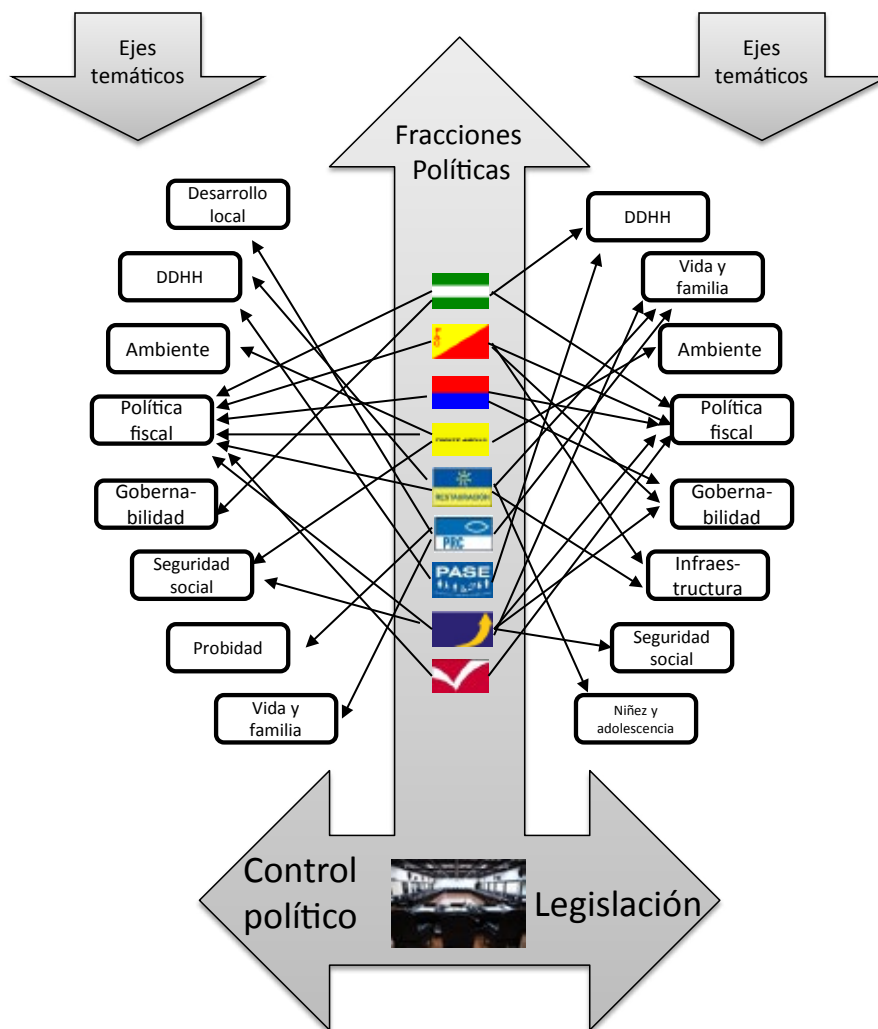 Ejes
temáticos
Ejes
temáticos
Fracciones
Políticas
Desarrollo
local
DDHH
Ambiente
Política
fiscal
Goberna-
bilidad
Seguridad
social
Probidad
Vida y
familia
RESTAURACIÓN
PRC
PASE
DDHH
Vida y
familia
Ambiente
Política
fiscal
Goberna-
bilidad
Infraes-
tructura
Seguridad
social
Niñez y
adolescencia
Control
político
Legislación